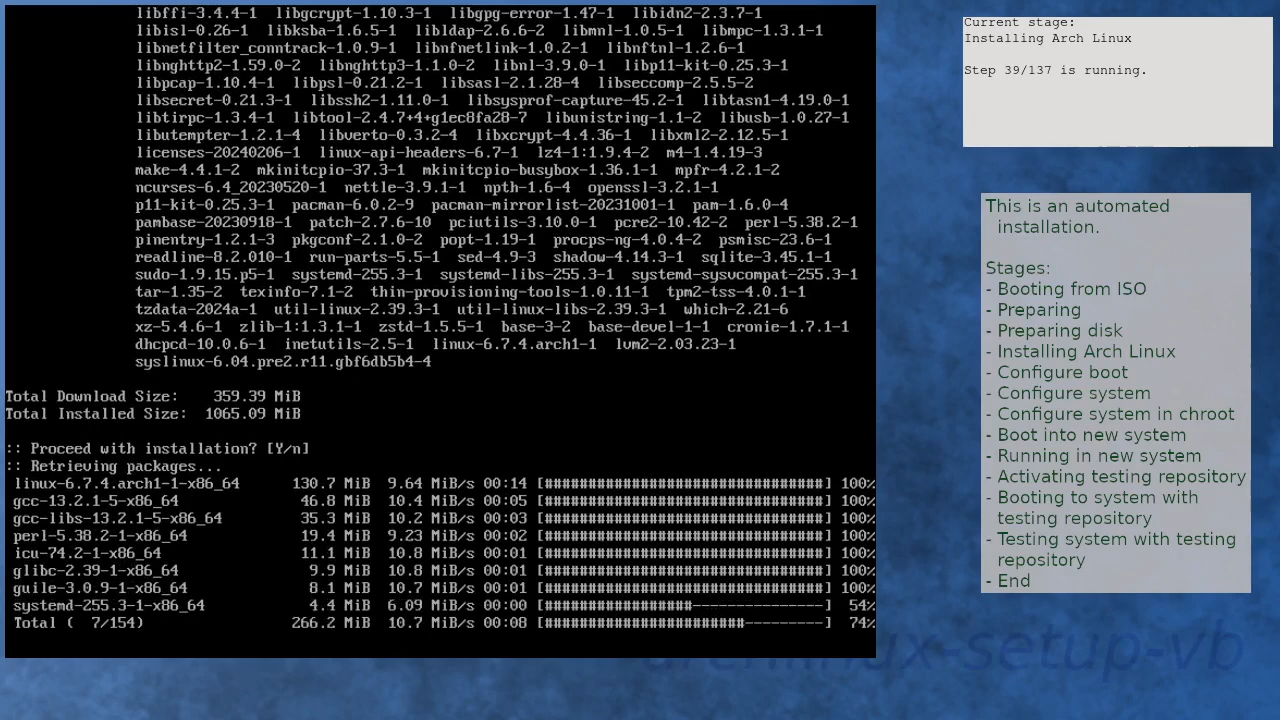 libffi-3.4.4-1  libgcrypt-1.10.3-1  libgpg-error-1.47-1  libidn2-2.3.7-1
libisl-0.26-1  libksba-1.6.5-1  libldap-2.6.6-2  libmnl-1.0.5-1  libmpc-1.3.1-1
libnetfilter_conntrack-1.0.9-1  libnfnetlink-1.0.2-1  libnftnl-1.2.6-1
libnghttp2-1.59.0-2  libnghttp3-1.1.0-2  libnl-3.9.0-1  libp11-kit-0.25.3-1
libpcap-1.10.4-1  libpsl-0.21.2-1  libsasl-2.1.28-4  libseccomp-2.5.5-2
libsecret-0.21.3-1  libssh2-1.11.0-1  libsysprof-capture-45.2-1  libtasn1-4.19.0-1
libtirpc-1.3.4-1  libtool-2.4.7+4+g1ec8fa28-7  libunistring-1.1-2  libusb-1.0.27-1
libutempter-1.2.1-4  libverto-0.3.2-4  libxcrypt-4.4.36-1  libxml2-2.12.5-1
licenses-20240206-1  linux-api-headers-6.7-1  lz4-1:1.9.4-2  m4-1.4.19-3
make-4.4.1-2  mkinitcpio-37.3-1  mkinitcpio-busybox-1.36.1-1  mpfr-4.2.1-2
ncurses-6.4_20230520-1  nettle-3.9.1-1  npth-1.6-4  openssl-3.2.1-1
p11-kit-0.25.3-1  pacman-6.0.2-9  pacman-mirrorlist-20231001-1  pam-1.6.0-4
pambase-20230918-1  patch-2.7.6-10  pciutils-3.10.0-1  pcre2-10.42-2  perl-5.38.2-1
pinentry-1.2.1-3  pkgconf-2.1.0-2  popt-1.19-1  procps-ng-4.0.4-2  psmisc-23.6-1
readline-8.2.010-1  run-parts-5.5-1  sed-4.9-3  shadow-4.14.3-1  sqlite-3.45.1-1
sudo-1.9.15.p5-1  systemd-255.3-1  systemd-libs-255.3-1  systemd-sysvcompat-255.3-1
tar-1.35-2  texinfo-7.1-2  thin-provisioning-tools-1.0.11-1  tpm2-tss-4.0.1-1
tzdata-2024a-1  util-linux-2.39.3-1  util-linux-libs-2.39.3-1  which-2.21-6
xz-5.4.6-1  zlib-1:1.3.1-1  zstd-1.5.5-1  base-3-2  base-devel-1-1  cronie-1.7.1-1
dhcpcd-10.0.6-1  inetutils-2.5-1  linux-6.7.4.arch1-1  lvm2-2.03.23-1
syslinux-6.04.pre2.r11.gbf6db5b4-4
Total Download Size:    359.39 MiB
Total Installed Size:  1065.09 MiB
:: Proceed with installation? [Y/n]
:: Retrieving packages...
linux-6.7.4.arch1-1-x86_64      130.7 MiB  9.64 MiB/s 00:14 [##################################] 100%
gcc-13.2.1-5-x86_64      46.8 MiB  10.4 MiB/s 00:05 [##################################] 100%
gcc-libs-13.2.1-5-x86_64      35.3 MiB  10.2 MiB/s 00:03 [##################################] 100%
perl-5.38.2-1-x86_64      19.4 MiB  9.23 MiB/s 00:02 [##################################] 100%
icu-74.2-1-x86_64      11.1 MiB  10.8 MiB/s 00:01 [##################################] 100%
glibc-2.39-1-x86_64      9.9 MiB  10.8 MiB/s 00:01 [##################################] 100%
guile-3.0.9-1-x86_64      8.1 MiB  10.7 MiB/s 00:01 [##################################] 100%
systemd-255.3-1-x86_64      4.4 MiB  6.09 MiB/s 00:00 [##################----------------] 54%
Total (  7/154)      266.2 MiB  10.7 MiB/s 00:08 [#########################---------] 74%
Current stage:
Installing Arch Linux
Step 39/137 is running.
This is an automated
installation.
Stages:
- Booting from ISO
- Preparing
- Preparing disk
- Installing Arch Linux
- Configure boot
- Configure system
- Configure system in chroot
- Boot into new system
- Running in new system
- Activating testing repository
- Booting to system with
testing repository
- Testing system with testing
repository
- End
archlinux-setup-vb